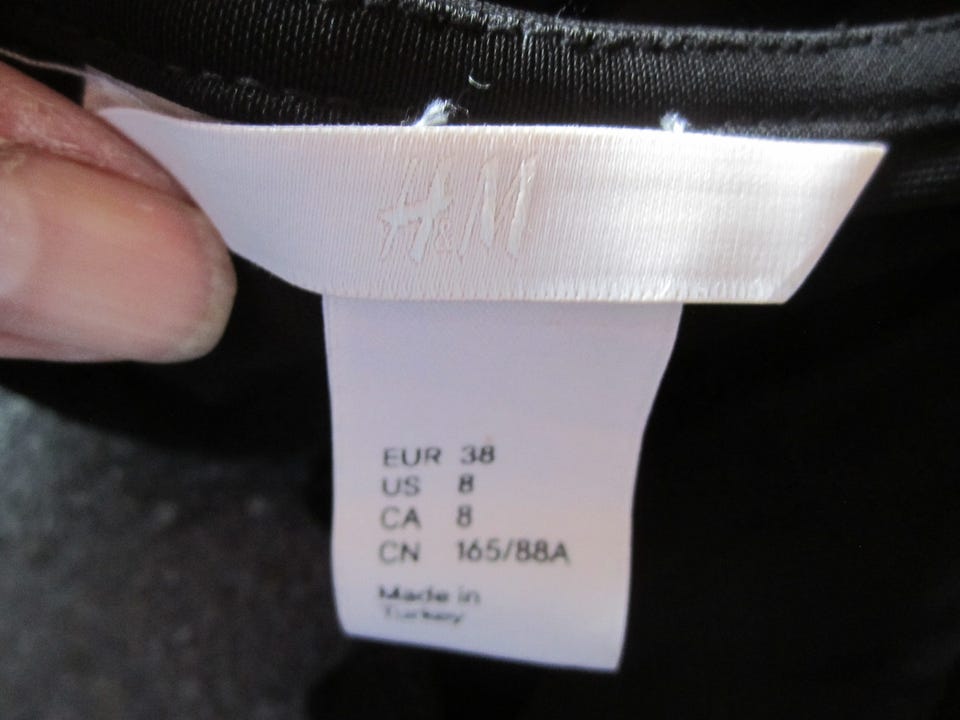 H&M
EUR 38
US 8
CA 8
CN 165/88A
Made in
Turkey